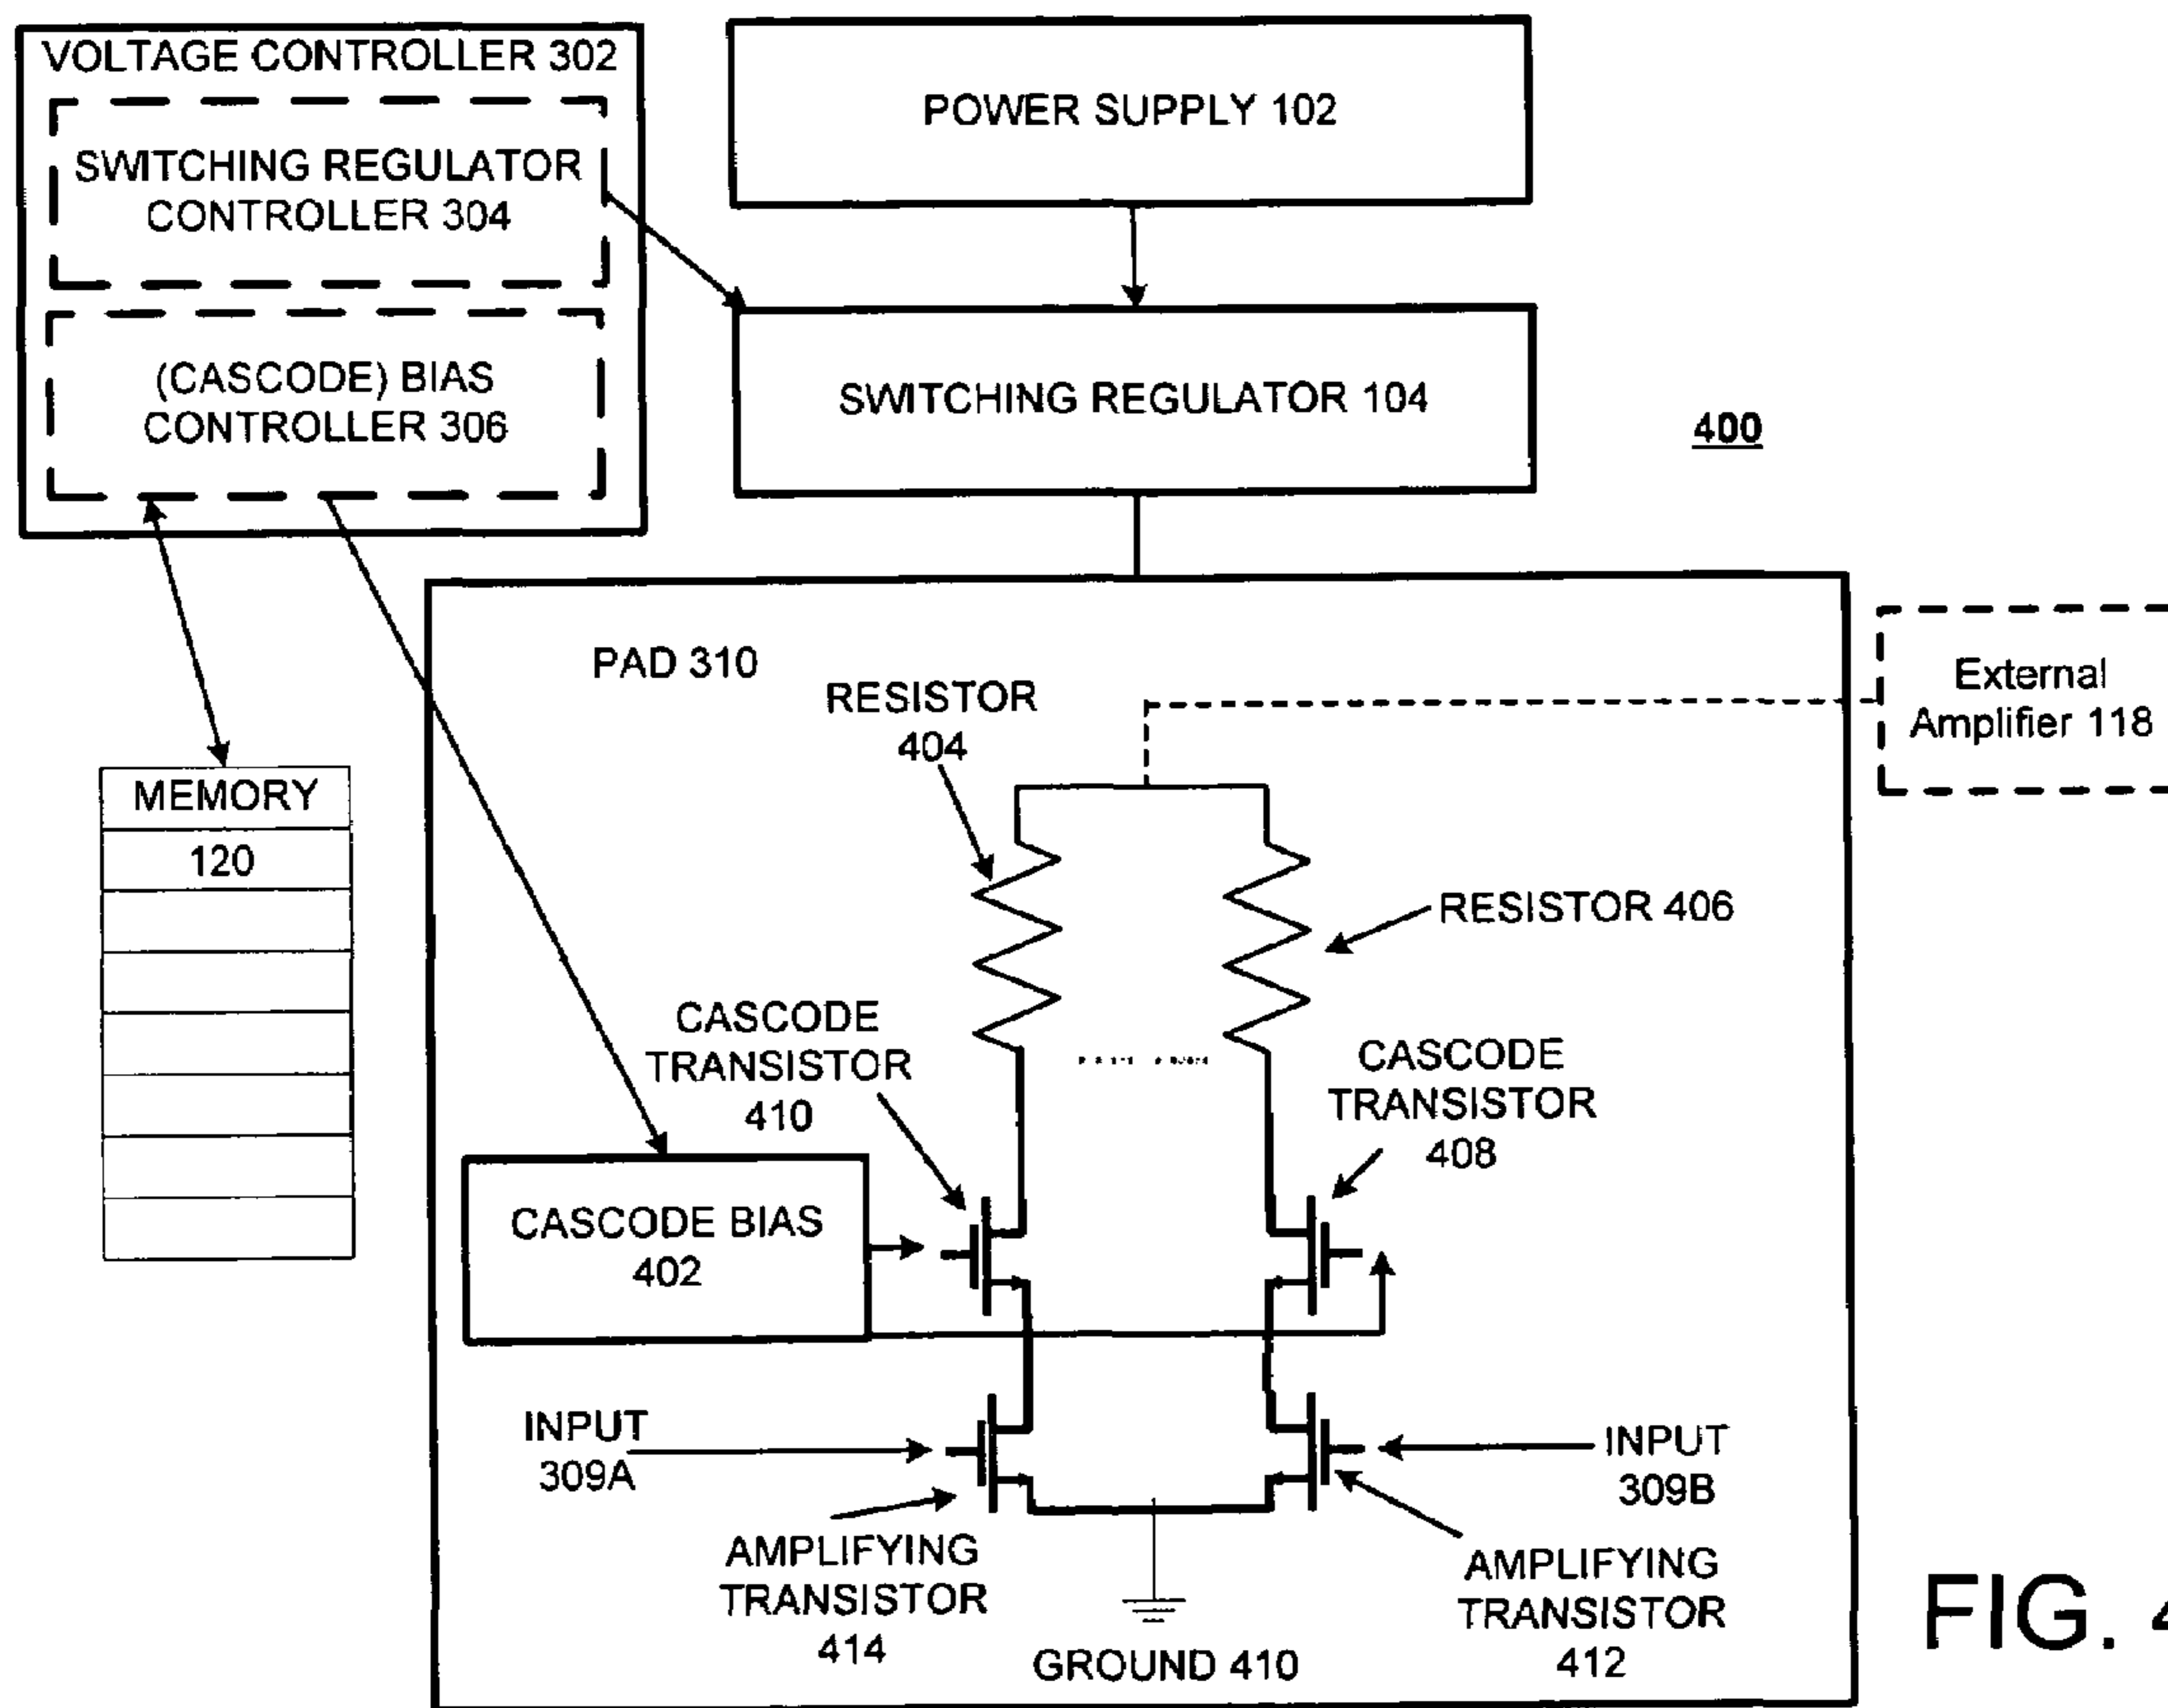 VOLTAGE CONTROLLER 302
SWITCHING REGULATOR
CONTROLLER 304
(CASCODE) BIAS
CONTROLLER 306
POWER SUPPLY 102
SWITCHING REGULATOR 104
400
MEMORY
120
PAD 310
RESISTOR
404
External
Amplifier 118
RESISTOR 406
CASCODE
TRANSISTOR
410
CASCODE
TRANSISTOR
408
CASCODE BIAS
402
INPUT
309A
INPUT
309B
AMPLIFYING
TRANSISTOR
414
GROUND 410
AMPLIFYING
TRANSISTOR
412
FIG. 4